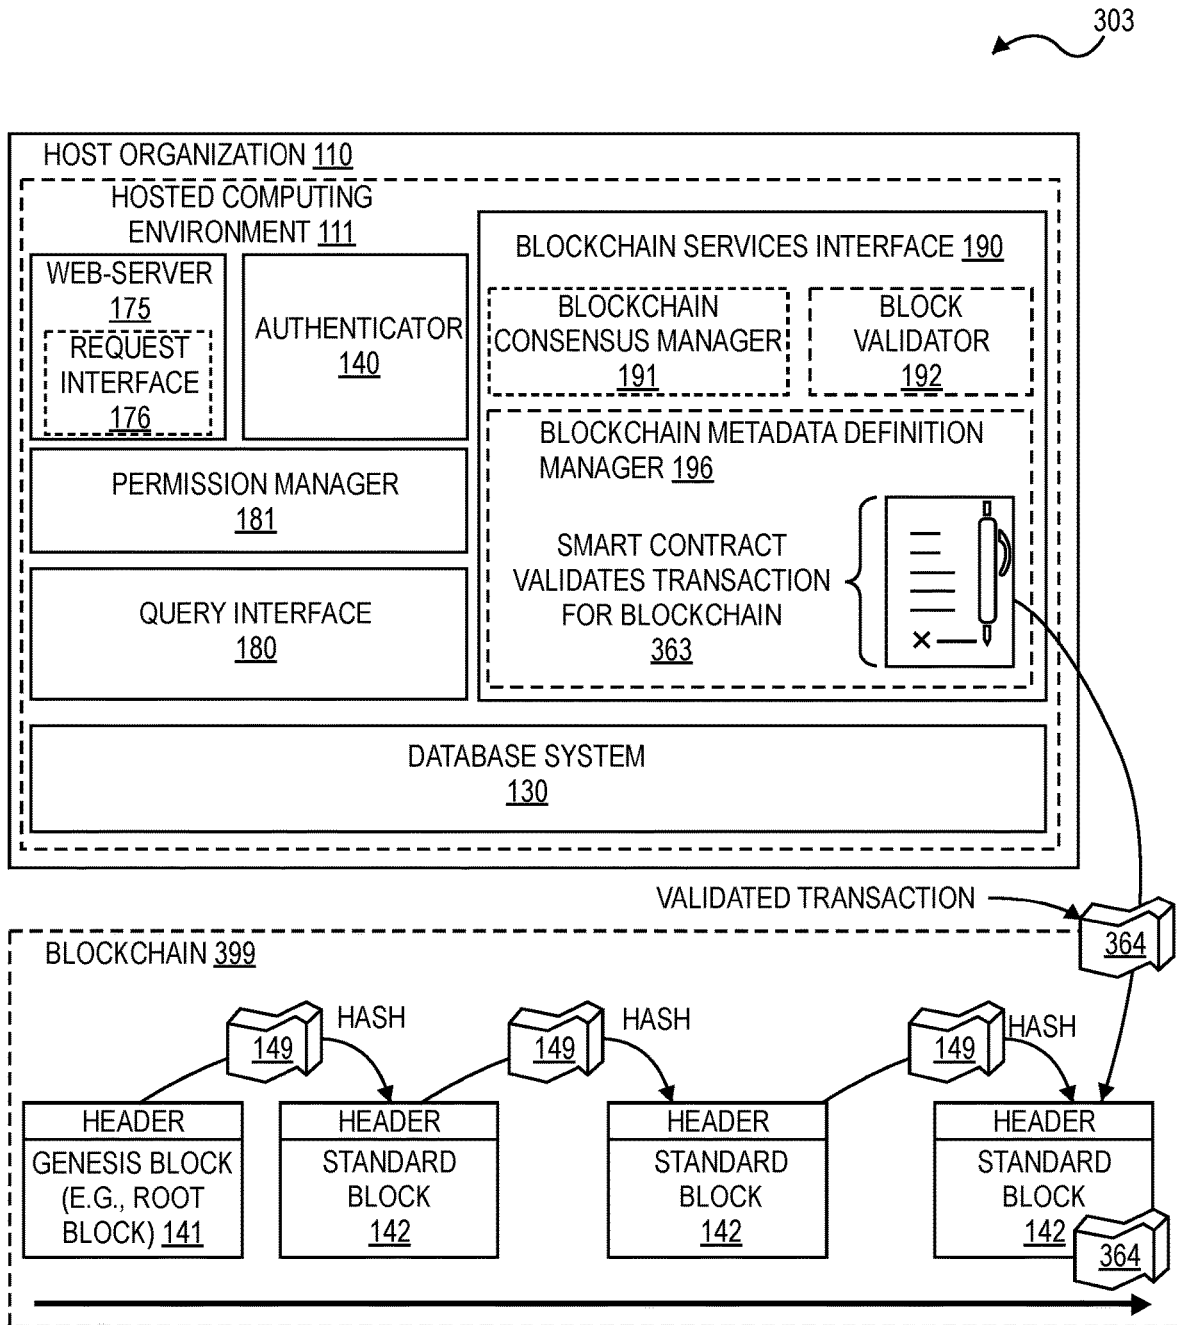 303
HOST ORGANIZATION 110
HOSTED COMPUTING
ENVIRONMENT 111
WEB-SERVER
175
REQUEST
INTERFACE
176
AUTHENTICATOR
140
PERMISSION MANAGER
181
QUERY INTERFACE
180
BLOCKCHAIN SERVICES INTERFACE 190
BLOCKCHAIN
CONSENSUS MANAGER
191
BLOCK
VALIDATOR
192
BLOCKCHAIN METADATA DEFINITION
MANAGER 196
SMART CONTRACT
VALIDATES TRANSACTION
FOR BLOCKCHAIN
363
DATABASE SYSTEM
130
VALIDATED TRANSACTION
364
BLOCKCHAIN 399
149
HASH
149
HASH
149
HASH
HEADER
GENESIS BLOCK
(E.G., ROOT
BLOCK) 141
HEADER
STANDARD
BLOCK
142
HEADER
STANDARD
BLOCK
142
HEADER
STANDARD
BLOCK
142
364